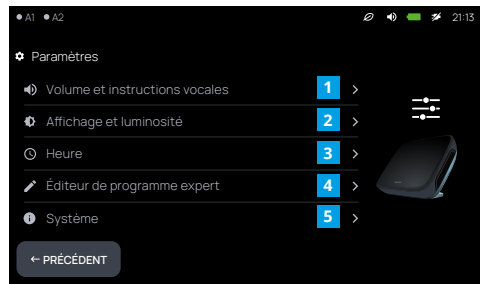 A1 A2 21:13
Paramètres
Volume et instructions vocales 1
Affichage et luminosité 2
Heure 3
Éditeur de programme expert 4
Système 5
← PRÉCÉDENT